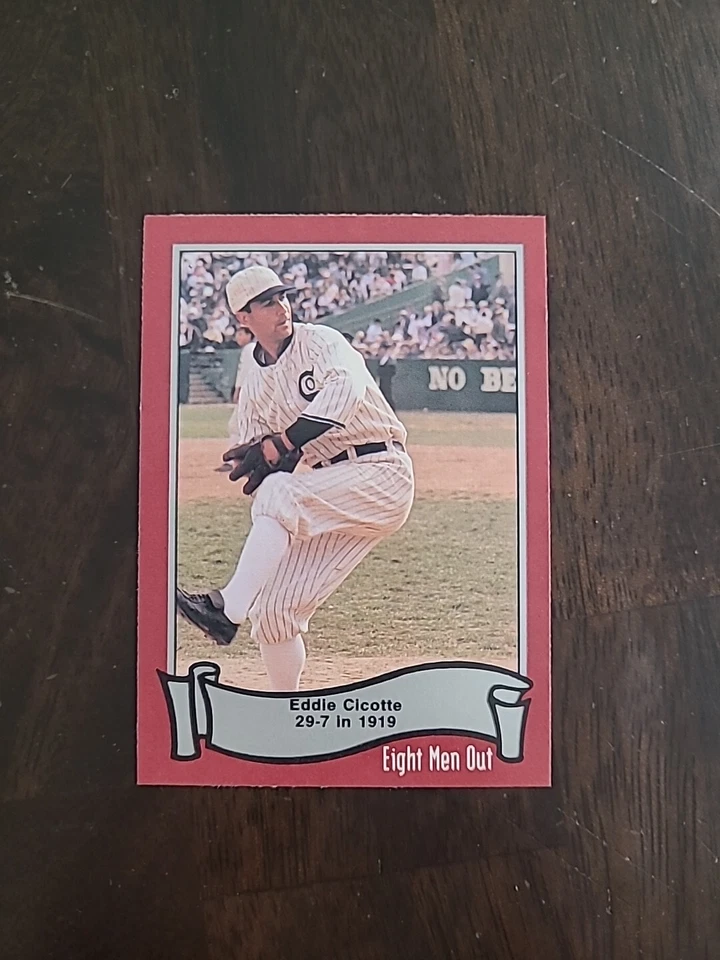 NO BE
Eddie Cicotte
29-7 In 1919
Eight Men Out